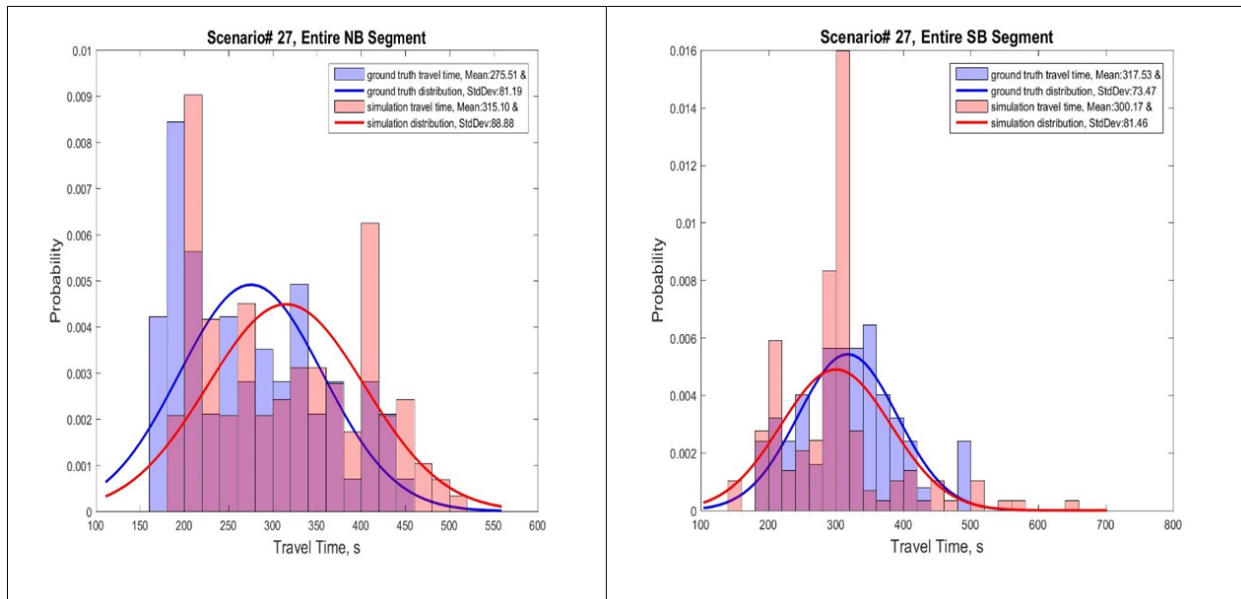 Scenario# 27, Entire NB Segment
ground truth travel time, Mean:275.51 &
ground truth distribution, StdDev:81.19
simulation travel time, Mean:315.10 &
simulation distribution, StdDev:88.88
0.01
0.009
0.008
0.007
0.006
0.005
0.004
0.003
0.002
0.001
0
Probability
100 150 200 250 300 350 400 450 500 550 600
Travel Time, s
Scenario# 27, Entire SB Segment
ground truth travel time, Mean:317.53 &
ground truth distribution, StdDev:73.47
simulation travel time, Mean:300.17 &
simulation distribution, StdDev:81.46
0.016
0.014
0.012
0.01
0.008
0.006
0.004
0.002
0
Probability
100 200 300 400 500 600 700 800
Travel Time, s